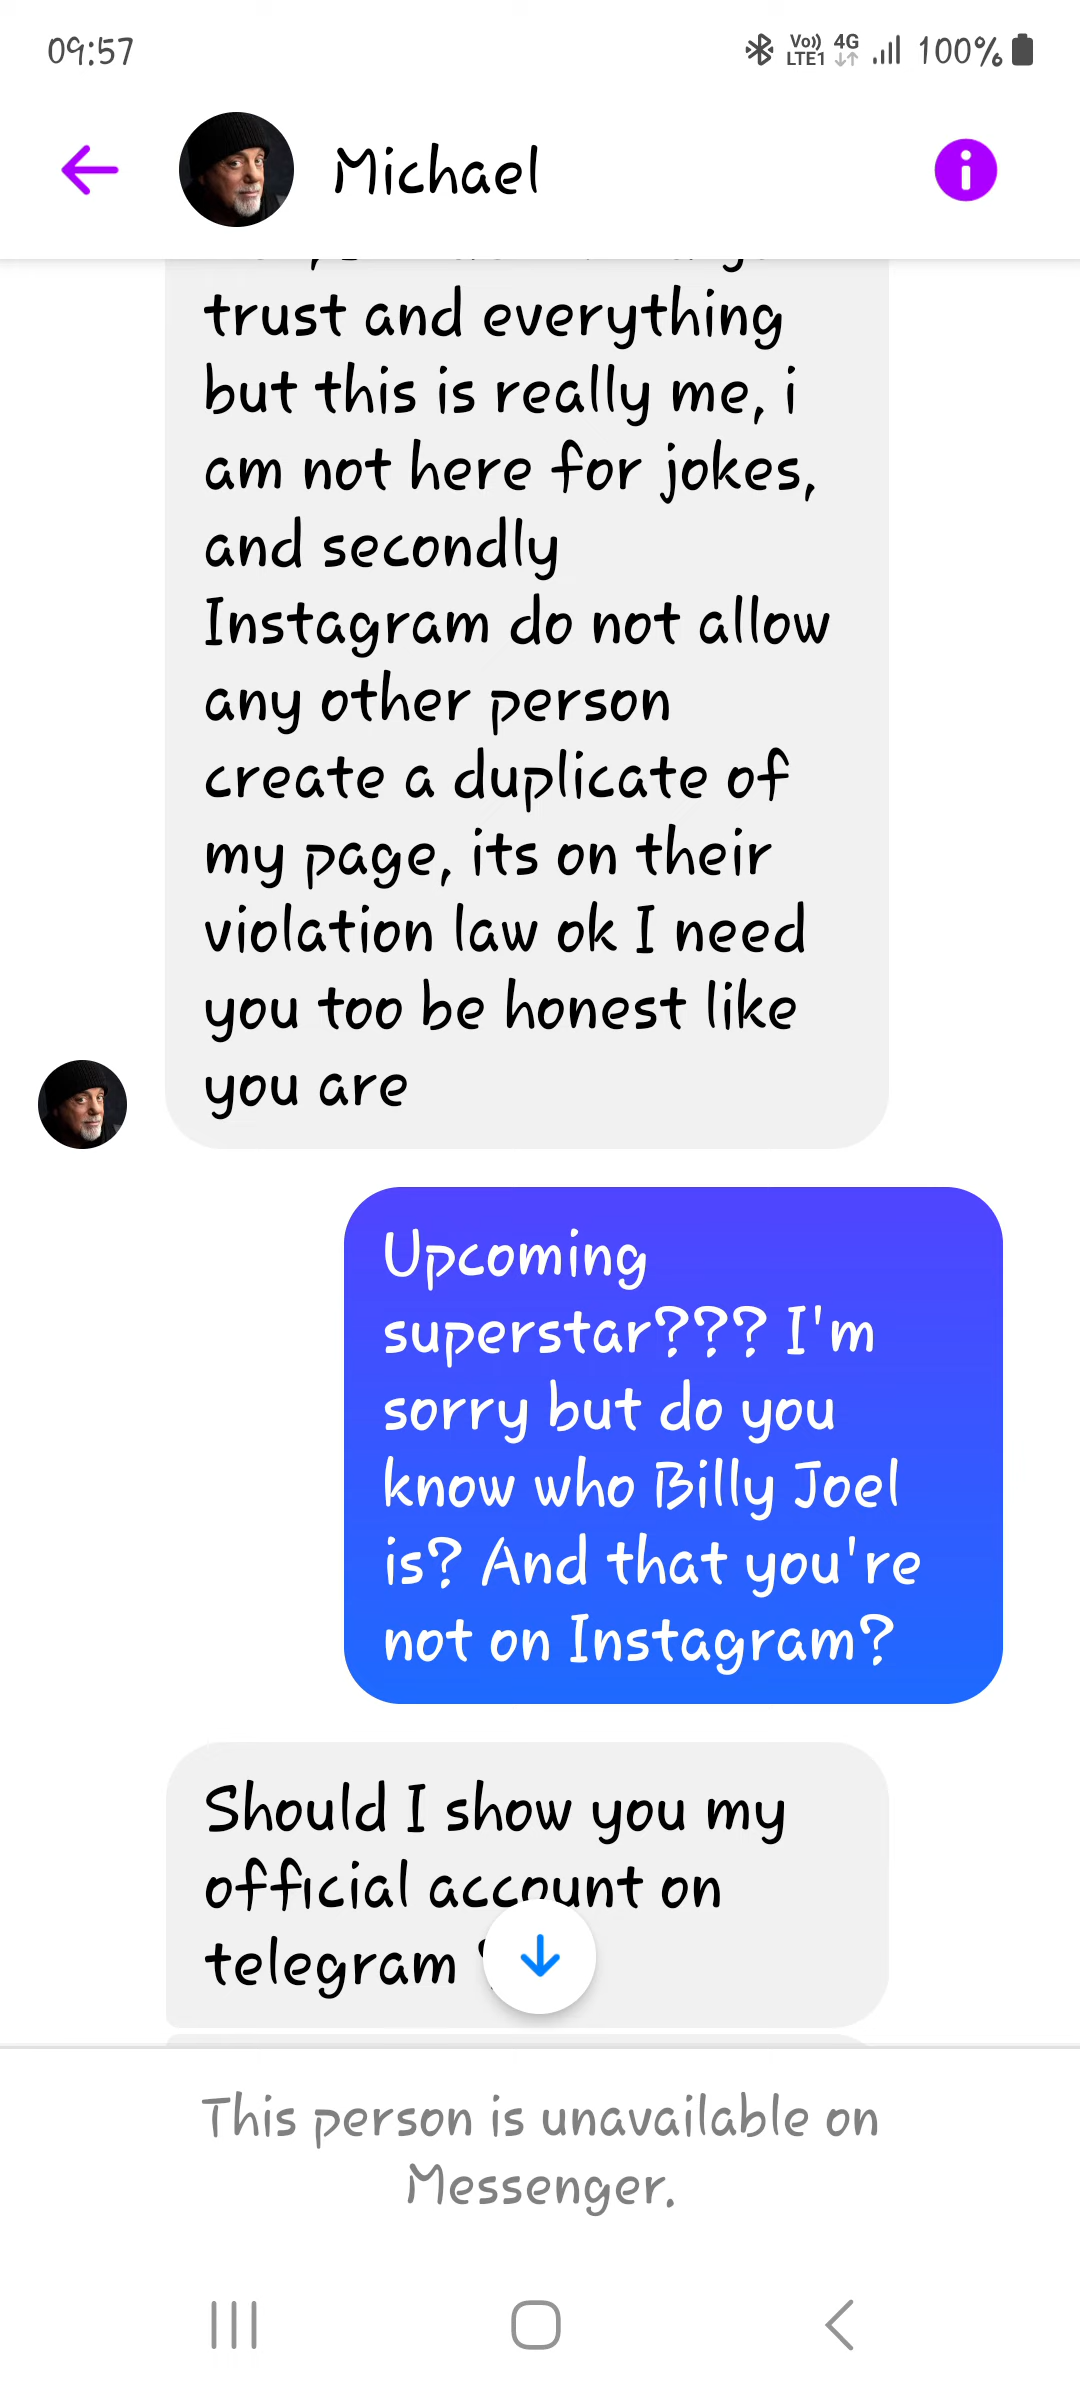 09:57
Vo)) LTE1 4G 100%
Michael
trust and everything
but this is really me, i
am not here for jokes,
and secondly
Instagram do not allow
any other person
create a duplicate of
my page, its on their
violation law ok I need
you too be honest like
you are
Upcoming
superstar??? I'm
sorry but do you
know who Billy Joel
is? And that you're
not on Instagram?
Should I show you my
official account on
telegram
This person is unavailable on
Messenger.